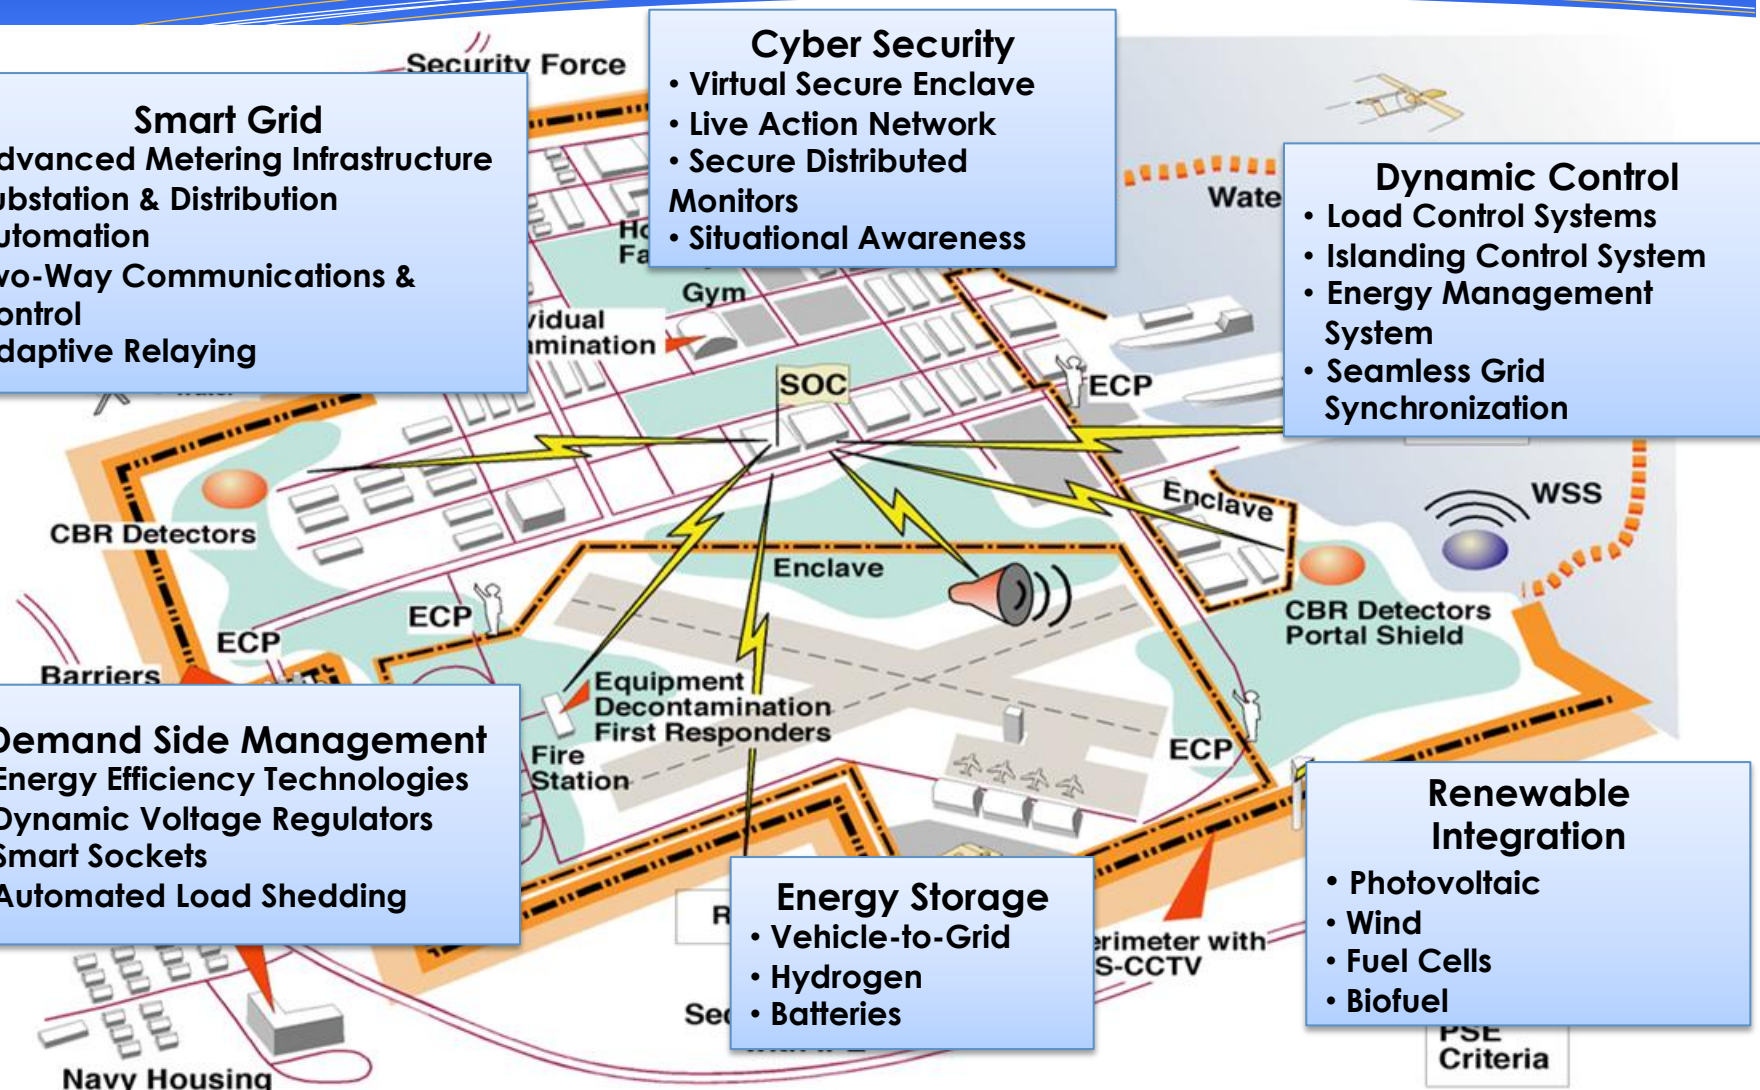 Security Force
Cyber Security
• Virtual Secure Enclave
• Live Action Network
• Secure Distributed
Monitors
• Situational Awareness
Smart Grid
dvanced Metering Infrastructure
ubstation & Distribution
utomation
wo-Way Communications &
ontrol
daptive Relaying
Dynamic Control
• Load Control Systems
• Islanding Control System
• Energy Management
System
• Seamless Grid
Synchronization
Wate
Ho
Fa
Gym
vidual
amination
SOC
ECP
CBR Detectors
Enclave
WSS
Enclave
ECP
ECP
CBR Detectors
Portal Shield
Barriers
Equipment
Decontamination
First Responders
Fire
Station
ECP
Demand Side Management
Energy Efficiency Technologies
Dynamic Voltage Regulators
Smart Sockets
Automated Load Shedding
Renewable
Integration
• Photovoltaic
• Wind
• Fuel Cells
• Biofuel
Energy Storage
• Vehicle-to-Grid
• Hydrogen
• Batteries
R
erimeter with
S-CCTV
Sec
PSE
Criteria
Navy Housing